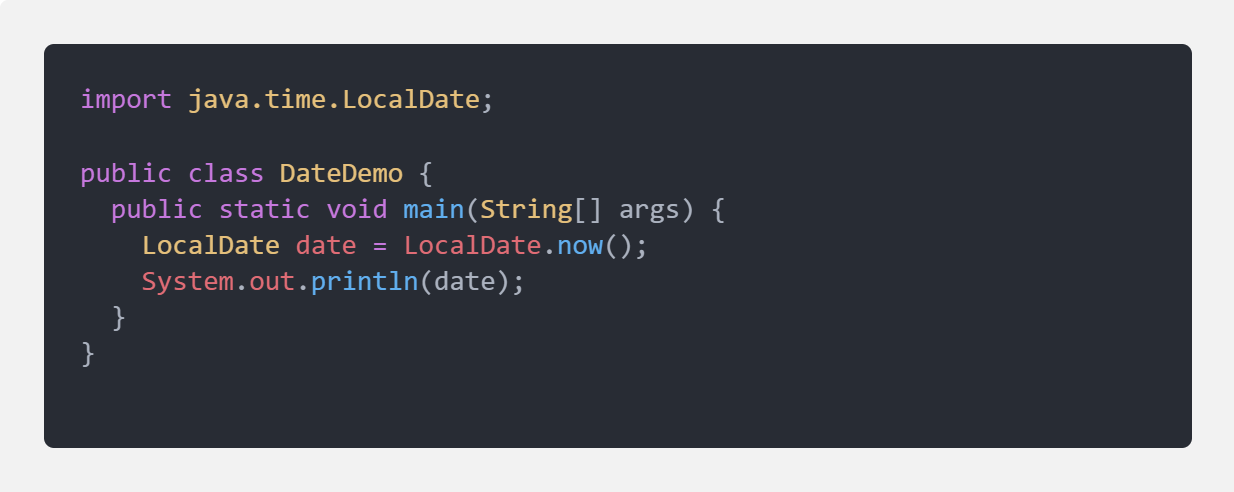 import java.time.LocalDate;

public class DateDemo {
  public static void main(String[] args) {
    LocalDate date = LocalDate.now();
    System.out.println(date);
  }
}